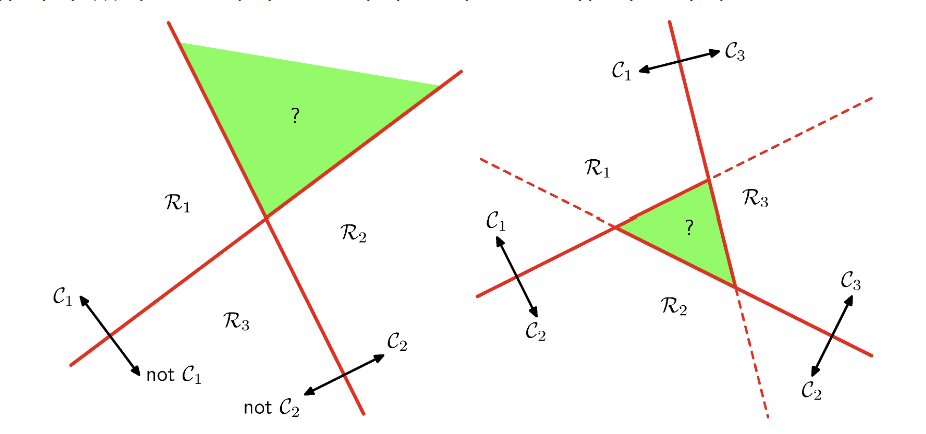 ?
R₁
R₂
C₁
R₃
not C₁
C₂
not C₂
C₁
C₃
R₁
R₃
?
C₁
C₃
R₂
C₂
C₂